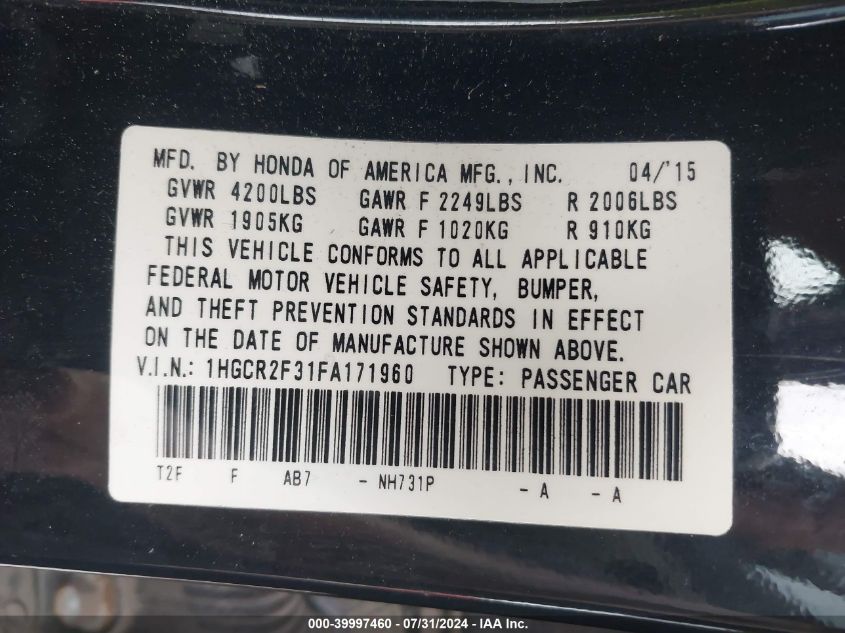 MFD. BY HONDA OF AMERICA MFG., INC. 04/'15
GVWR 4200LBS GAWR F 2249LBS R 2006LBS
GVWR 1905KG GAWR F 1020KG R 910KG
THIS VEHICLE CONFORMS TO ALL APPLICABLE
FEDERAL MOTOR VEHICLE SAFETY, BUMPER,
AND THEFT PREVENTION STANDARDS IN EFFECT
ON THE DATE OF MANUFACTURE SHOWN ABOVE.
V.I.N.: 1HGCR2F31FA171960 TYPE: PASSENGER CAR
T2F F AB7 - NH731P - A - A
000-39997460 - 07/31/2024 - IAA Inc.